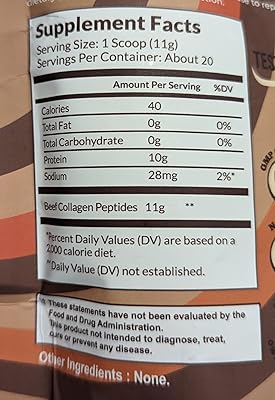 Supplement Facts
Serving Size: 1 Scoop (11g)
Servings Per Container: About 20
Amount Per Serving %DV
Calories 40
Total Fat 0g 0%
Total Carbohydrate 0g 0%
Protein 10g
Sodium 28mg 2%*
Beef Collagen Peptides 11g **
*Percent Daily Values (DV) are based on a
2,000 calorie diet.
**Daily Value (DV) not established.
These statements have not been evaluated by the
Food and Drug Administration.
This product not intended to diagnose, treat,
cure or prevent any disease.
Other Ingredients : None.